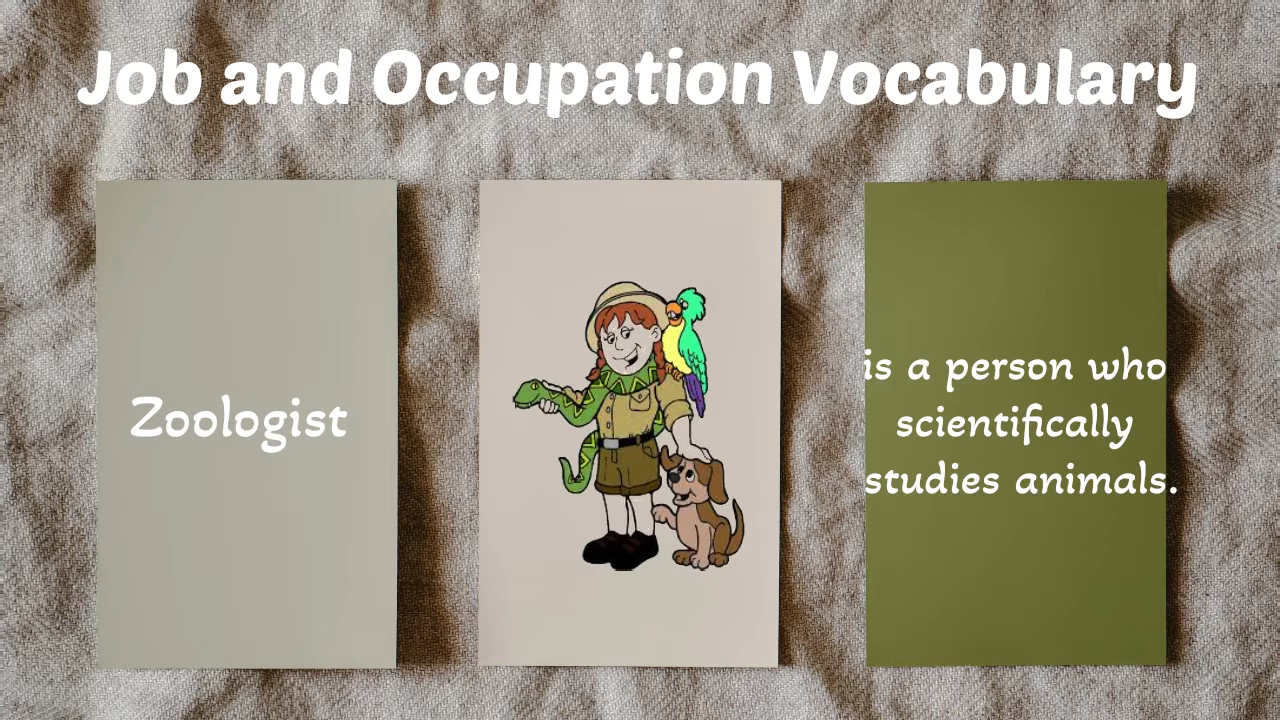 Job and Occupation Vocabulary
Zoologist
is a person who
scientifically
studies animals.